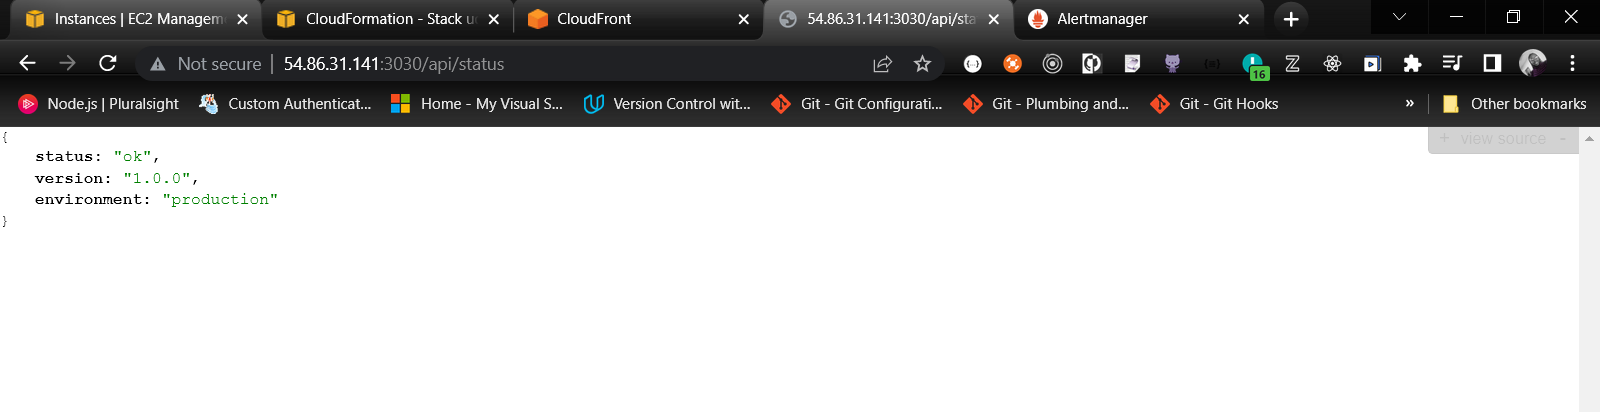 Instances | EC2 Managem
CloudFormation - Stack u
CloudFront
54.86.31.141:3030/api/sta
Alertmanager
Not secure | 54.86.31.141:3030/api/status
16
Node.js | Pluralsight
Custom Authenticat...
Home - My Visual S...
Version Control wit...
Git - Git Configurati...
Git - Plumbing and...
Git - Git Hooks
»
Other bookmarks
+ view source -
{
status: "ok",
version: "1.0.0",
environment: "production"
}